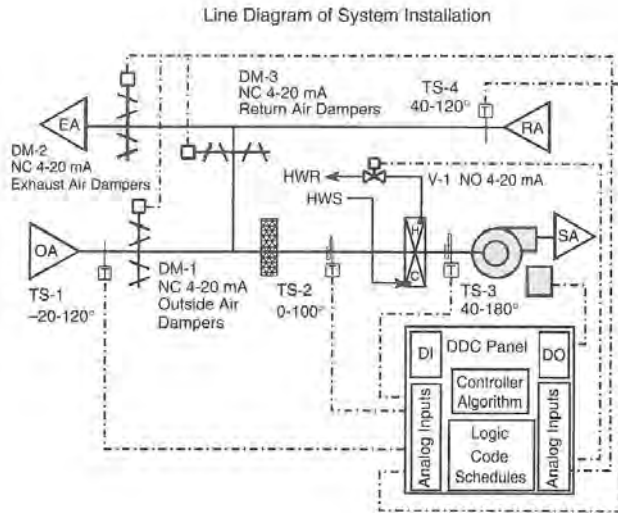 Line Diagram of System Installation
DM-3
NC 4-20 mA
Return Air Dampers
TS-4
40-120°
T
EA
RA
DM-2
NC 4-20 mA
Exhaust Air Dampers
HWR
V-1 NO 4-20 mA
HWS
OA
H
C
SA
T
T
T
DM-1
NC 4-20 mA
Outside Air
Dampers
TS-1
–20-120°
TS-2
0-100°
TS-3
40-180°
DI
DDC Panel
DO
Analog Inputs
Controller
Algorithm
Logic
Code
Schedules
Analog Inputs